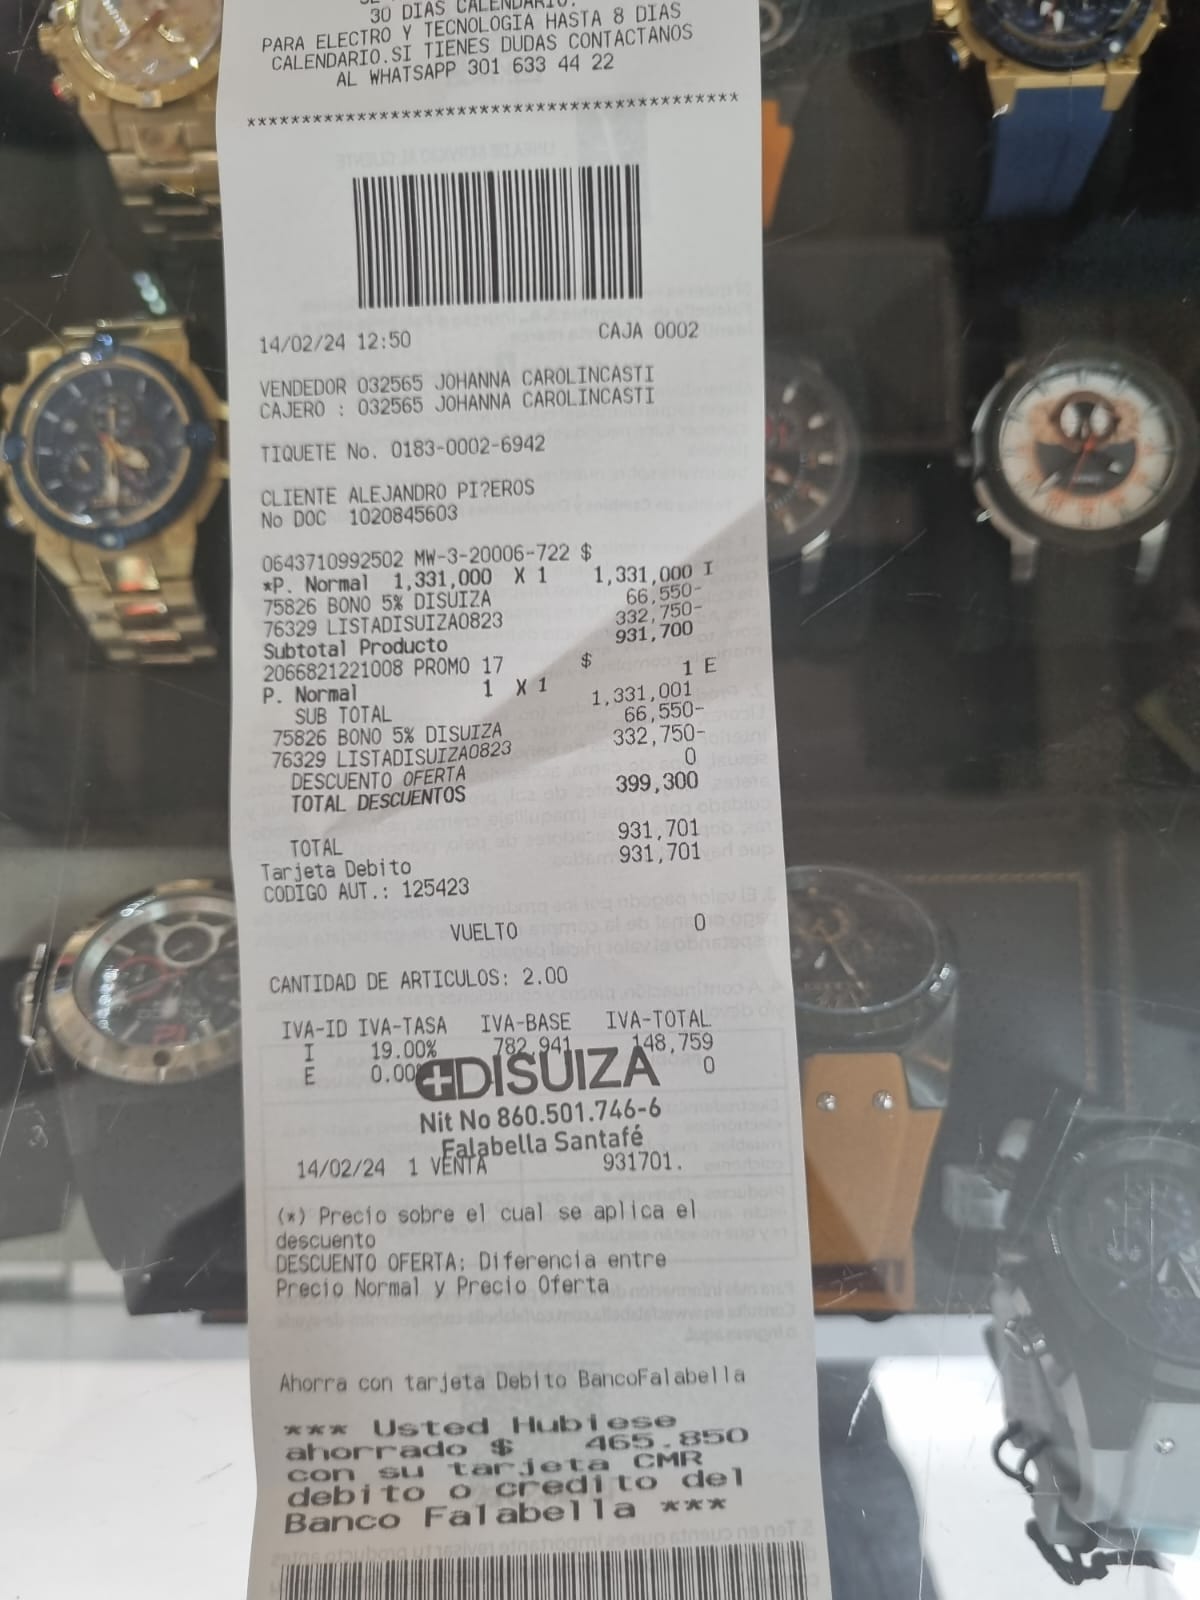 30 DIAS CALENDARIO.
PARA ELECTRO Y TECNOLOGIA HASTA 8 DIAS
CALENDARIO.SI TIENES DUDAS CONTACTANOS
AL WHATSAPP 301 633 44 22
*********************************************
14/02/24 12:50 CAJA 0002
VENDEDOR 032565 JOHANNA CAROLINCASTI
CAJERO : 032565 JOHANNA CAROLINCASTI
TIQUETE No. 0183-0002-6942
CLIENTE ALEJANDRO PI?EROS
No DOC 1020845603
0643710992502 MW-3-20006-722 $
*P. Normal 1,331,000 X 1 1,331,000 I
75826 BONO 5% DISUIZA 66,550-
76329 LISTADISUIZA0823 332,750-
Subtotal Producto 931,700
2066821221008 PROMO 17 $
P. Normal 1 X 1 1 E
SUB TOTAL 1,331,001
75826 BONO 5% DISUIZA 66,550-
76329 LISTADISUIZA0823 332,750-
DESCUENTO OFERTA 0
TOTAL DESCUENTOS 399,300
TOTAL 931,701
Tarjeta Debito 931,701
CODIGO AUT.: 125423
VUELTO 0
CANTIDAD DE ARTICULOS: 2.00
IVA-ID IVA-TASA IVA-BASE IVA-TOTAL
I 19.00% 782,941 148,759
E 0.00 0
DISUIZA
Nit No 860.501.746-6
Falabella Santafé
14/02/24 1 VENTA 931701.
(*) Precio sobre el cual se aplica el
descuento
DESCUENTO OFERTA: Diferencia entre
Precio Normal y Precio Oferta
Ahorra con tarjeta Debito BancoFalabella
*** Usted Hubiese
ahorrado $ 465.850
con su tarjeta CMR
debito o credito del
Banco Falabella ***